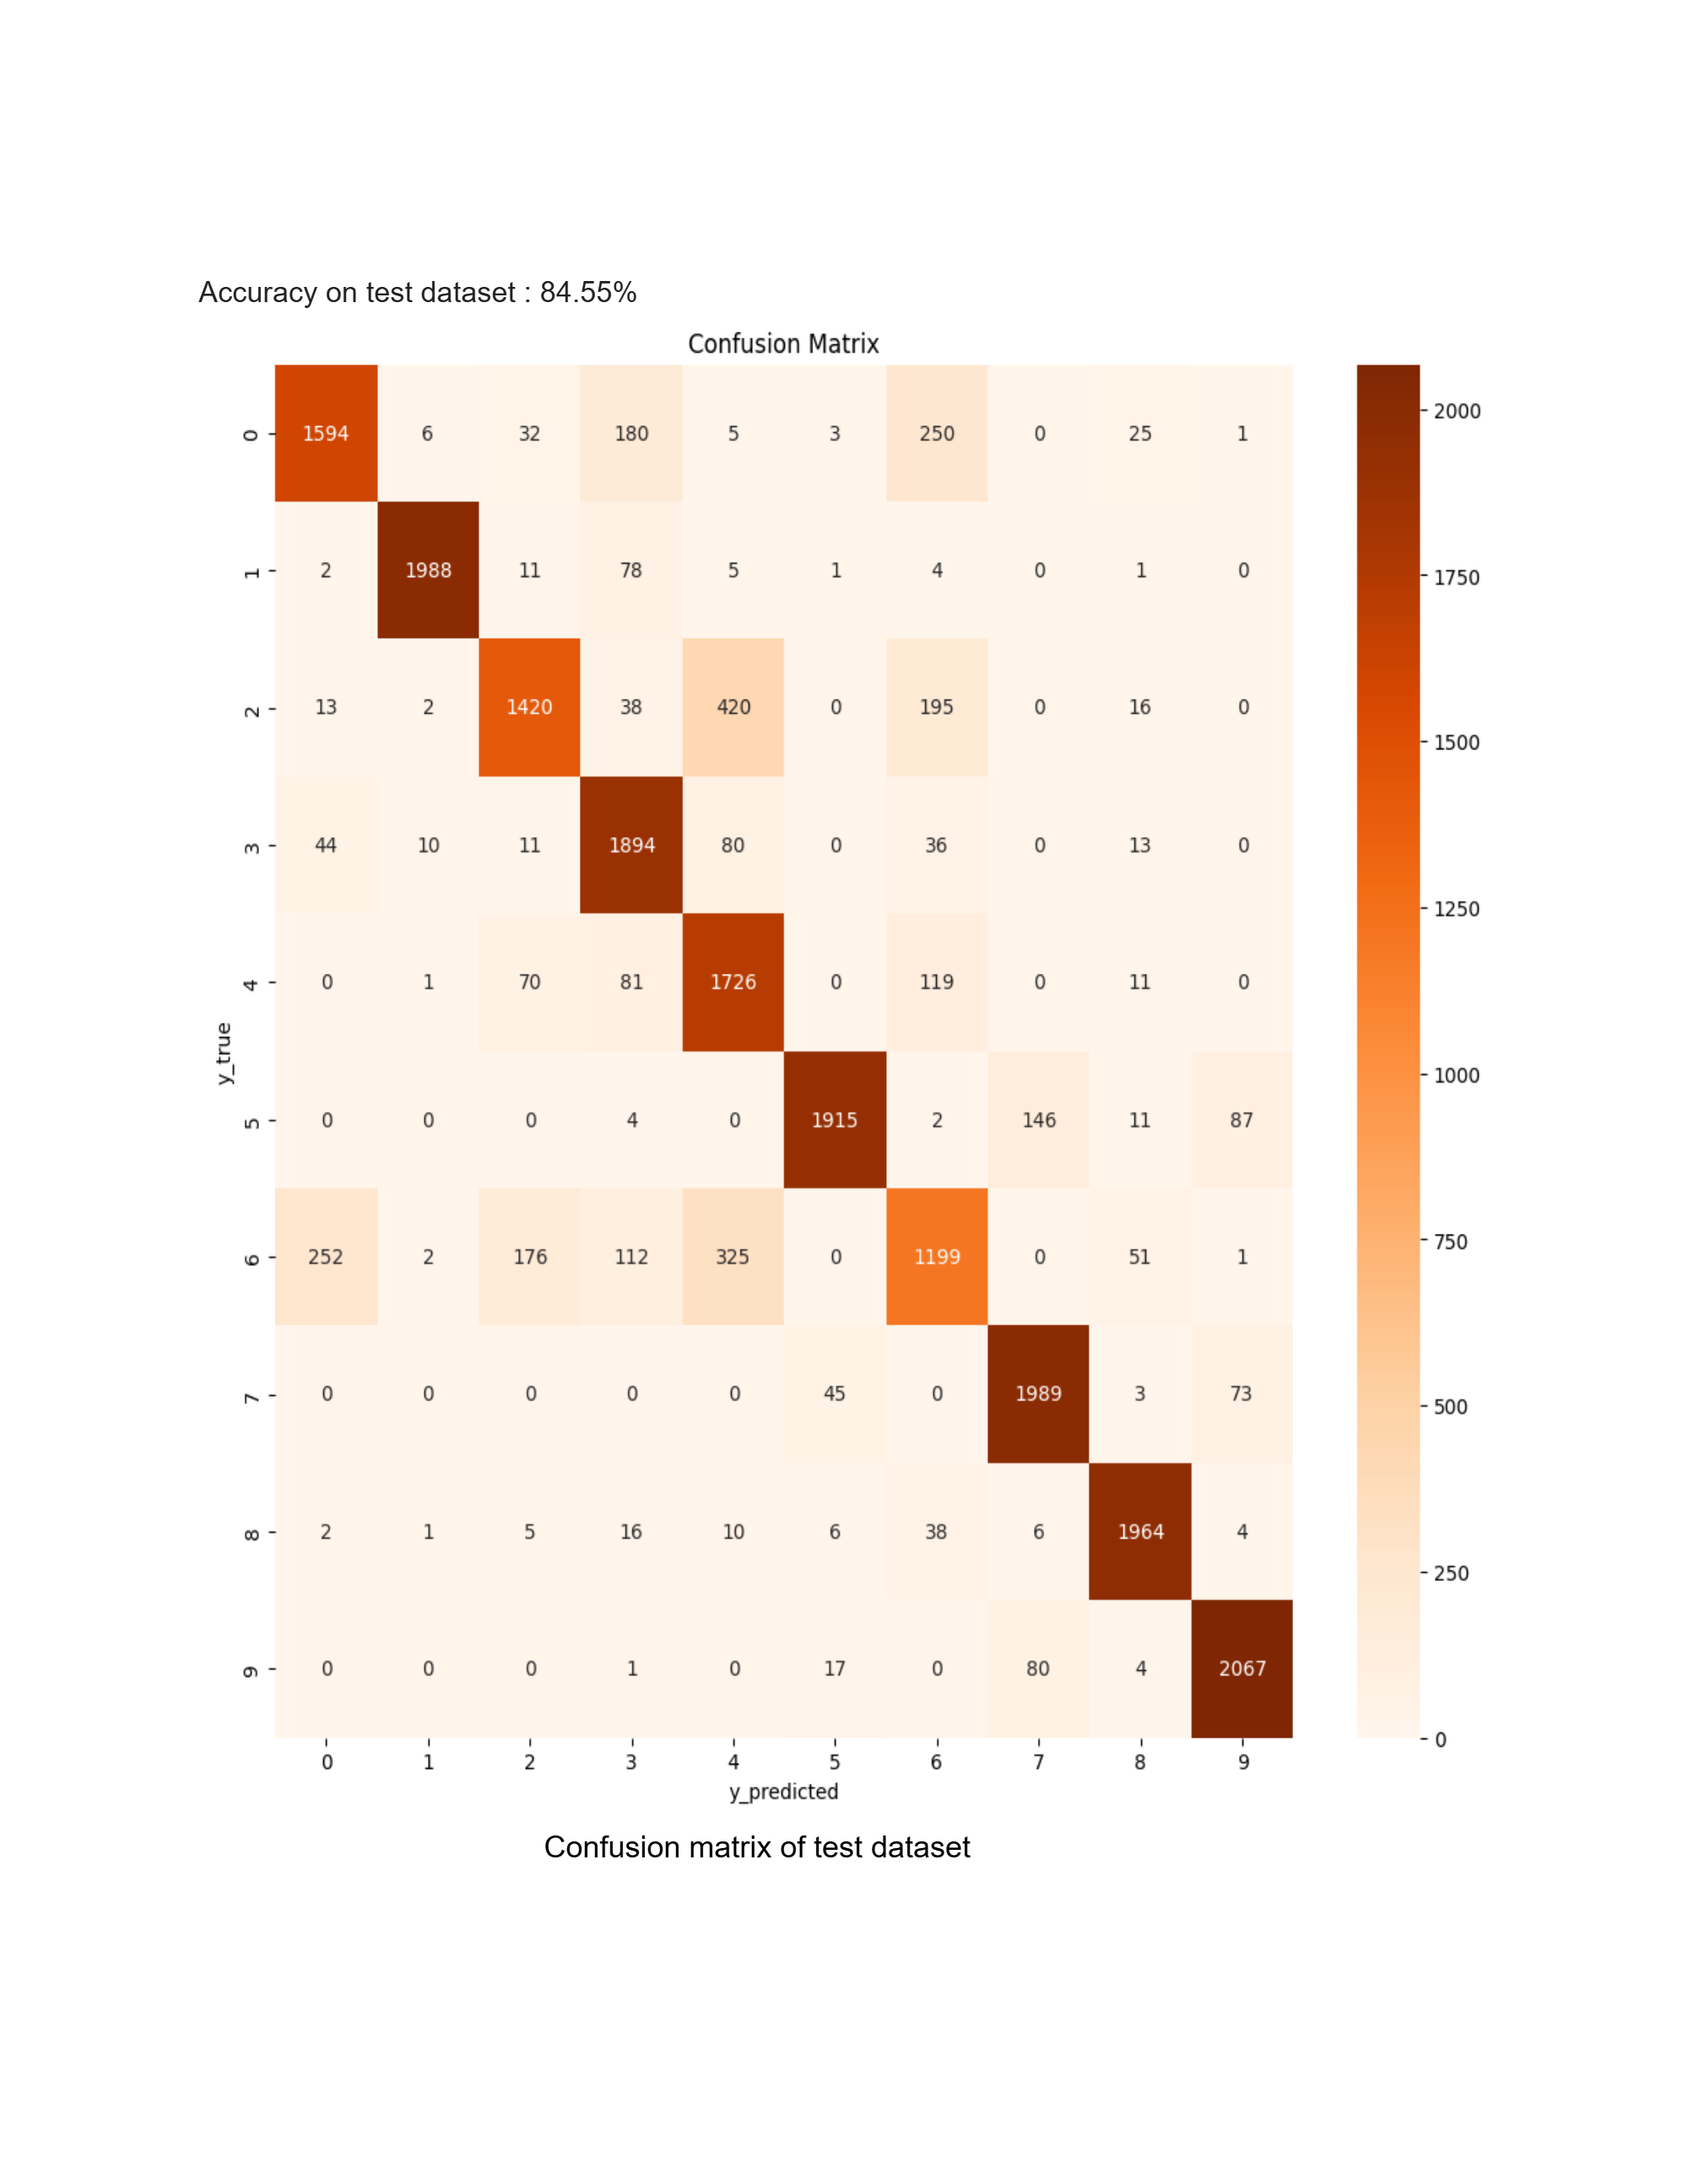 Accuracy on test dataset : 84.55%
Confusion Matrix
0 1594 6 32 180 5 3 250 0 25 1
1 2 1988 11 78 5 1 4 0 1 0
2 13 2 1420 38 420 0 195 0 16 0
3 44 10 11 1894 80 0 36 0 13 0
4 0 1 70 81 1726 0 119 0 11 0
5 0 0 0 4 0 1915 2 146 11 87
6 252 2 176 112 325 0 1199 0 51 1
7 0 0 0 0 0 45 0 1989 3 73
8 2 1 5 16 10 6 38 6 1964 4
9 0 0 0 1 0 17 0 80 4 2067
0 1 2 3 4 5 6 7 8 9
y_true
y_predicted
2000
1750
1500
1250
1000
750
500
250
0
Confusion matrix of test dataset